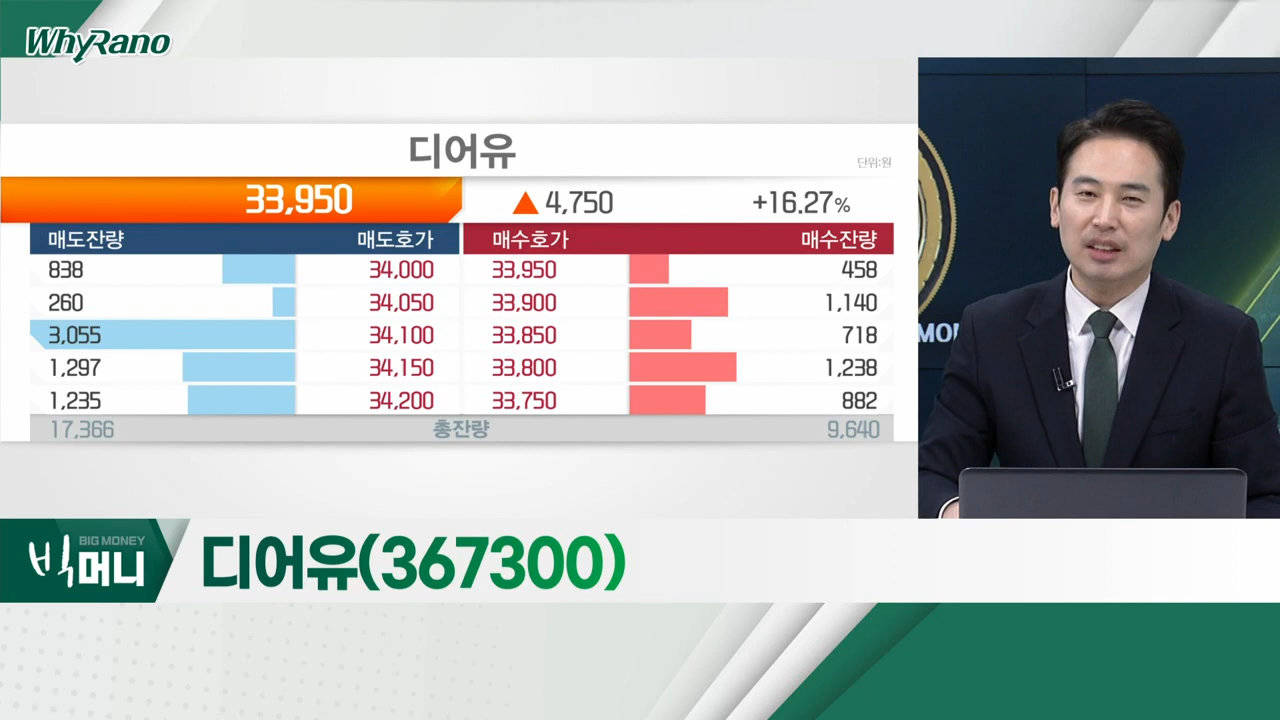 WhyRano
디어유
단위:원
33,950 ▲ 4,750 +16.27%
매도잔량 매도호가 매수호가 매수잔량
838 34,000 33,950 458
260 34,050 33,900 1,140
3,055 34,100 33,850 718
1,297 34,150 33,800 1,238
1,235 34,200 33,750 882
17,366 총잔량 9,640
BIG MONEY
빅머니
디어유(367300)